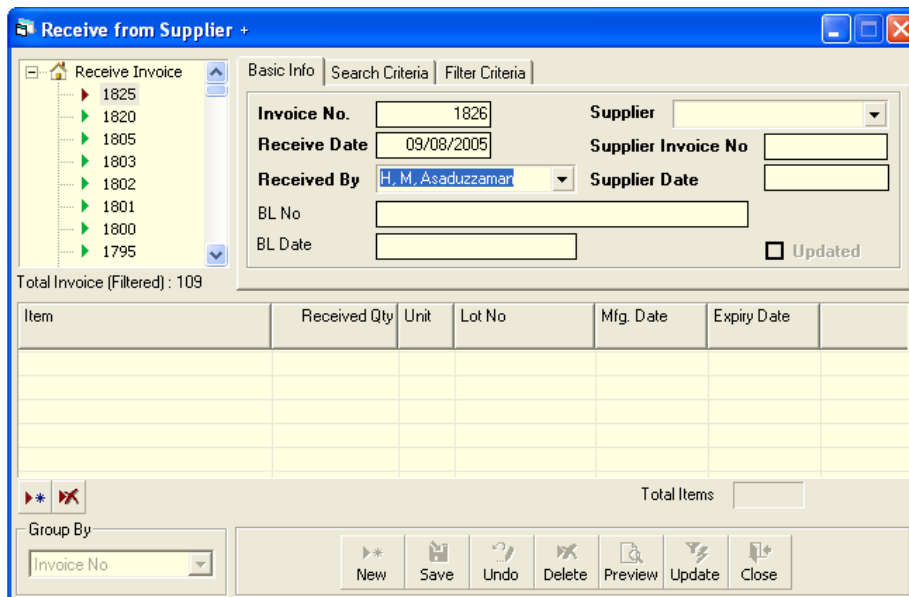 Receive from Supplier +
Receive Invoice
1825
1820
1805
1803
1802
1801
1800
1795
Total Invoice (Filtered) : 109
Basic Info Search Criteria Filter Criteria
Invoice No. 1826 Supplier
Receive Date 09/08/2005 Supplier Invoice No
Received By H, M, Asaduzzaman Supplier Date
BL No
BL Date Updated
Item Received Qty Unit Lot No Mfg. Date Expiry Date
Total Items
Group By
Invoice No
New Save Undo Delete Preview Update Close